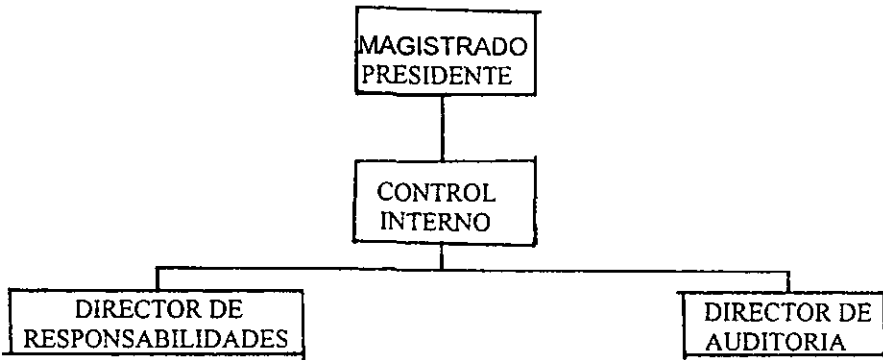 MAGISTRADO
PRESIDENTE
CONTROL
INTERNO
DIRECTOR DE
RESPONSABILIDADES
DIRECTOR DE
AUDITORIA